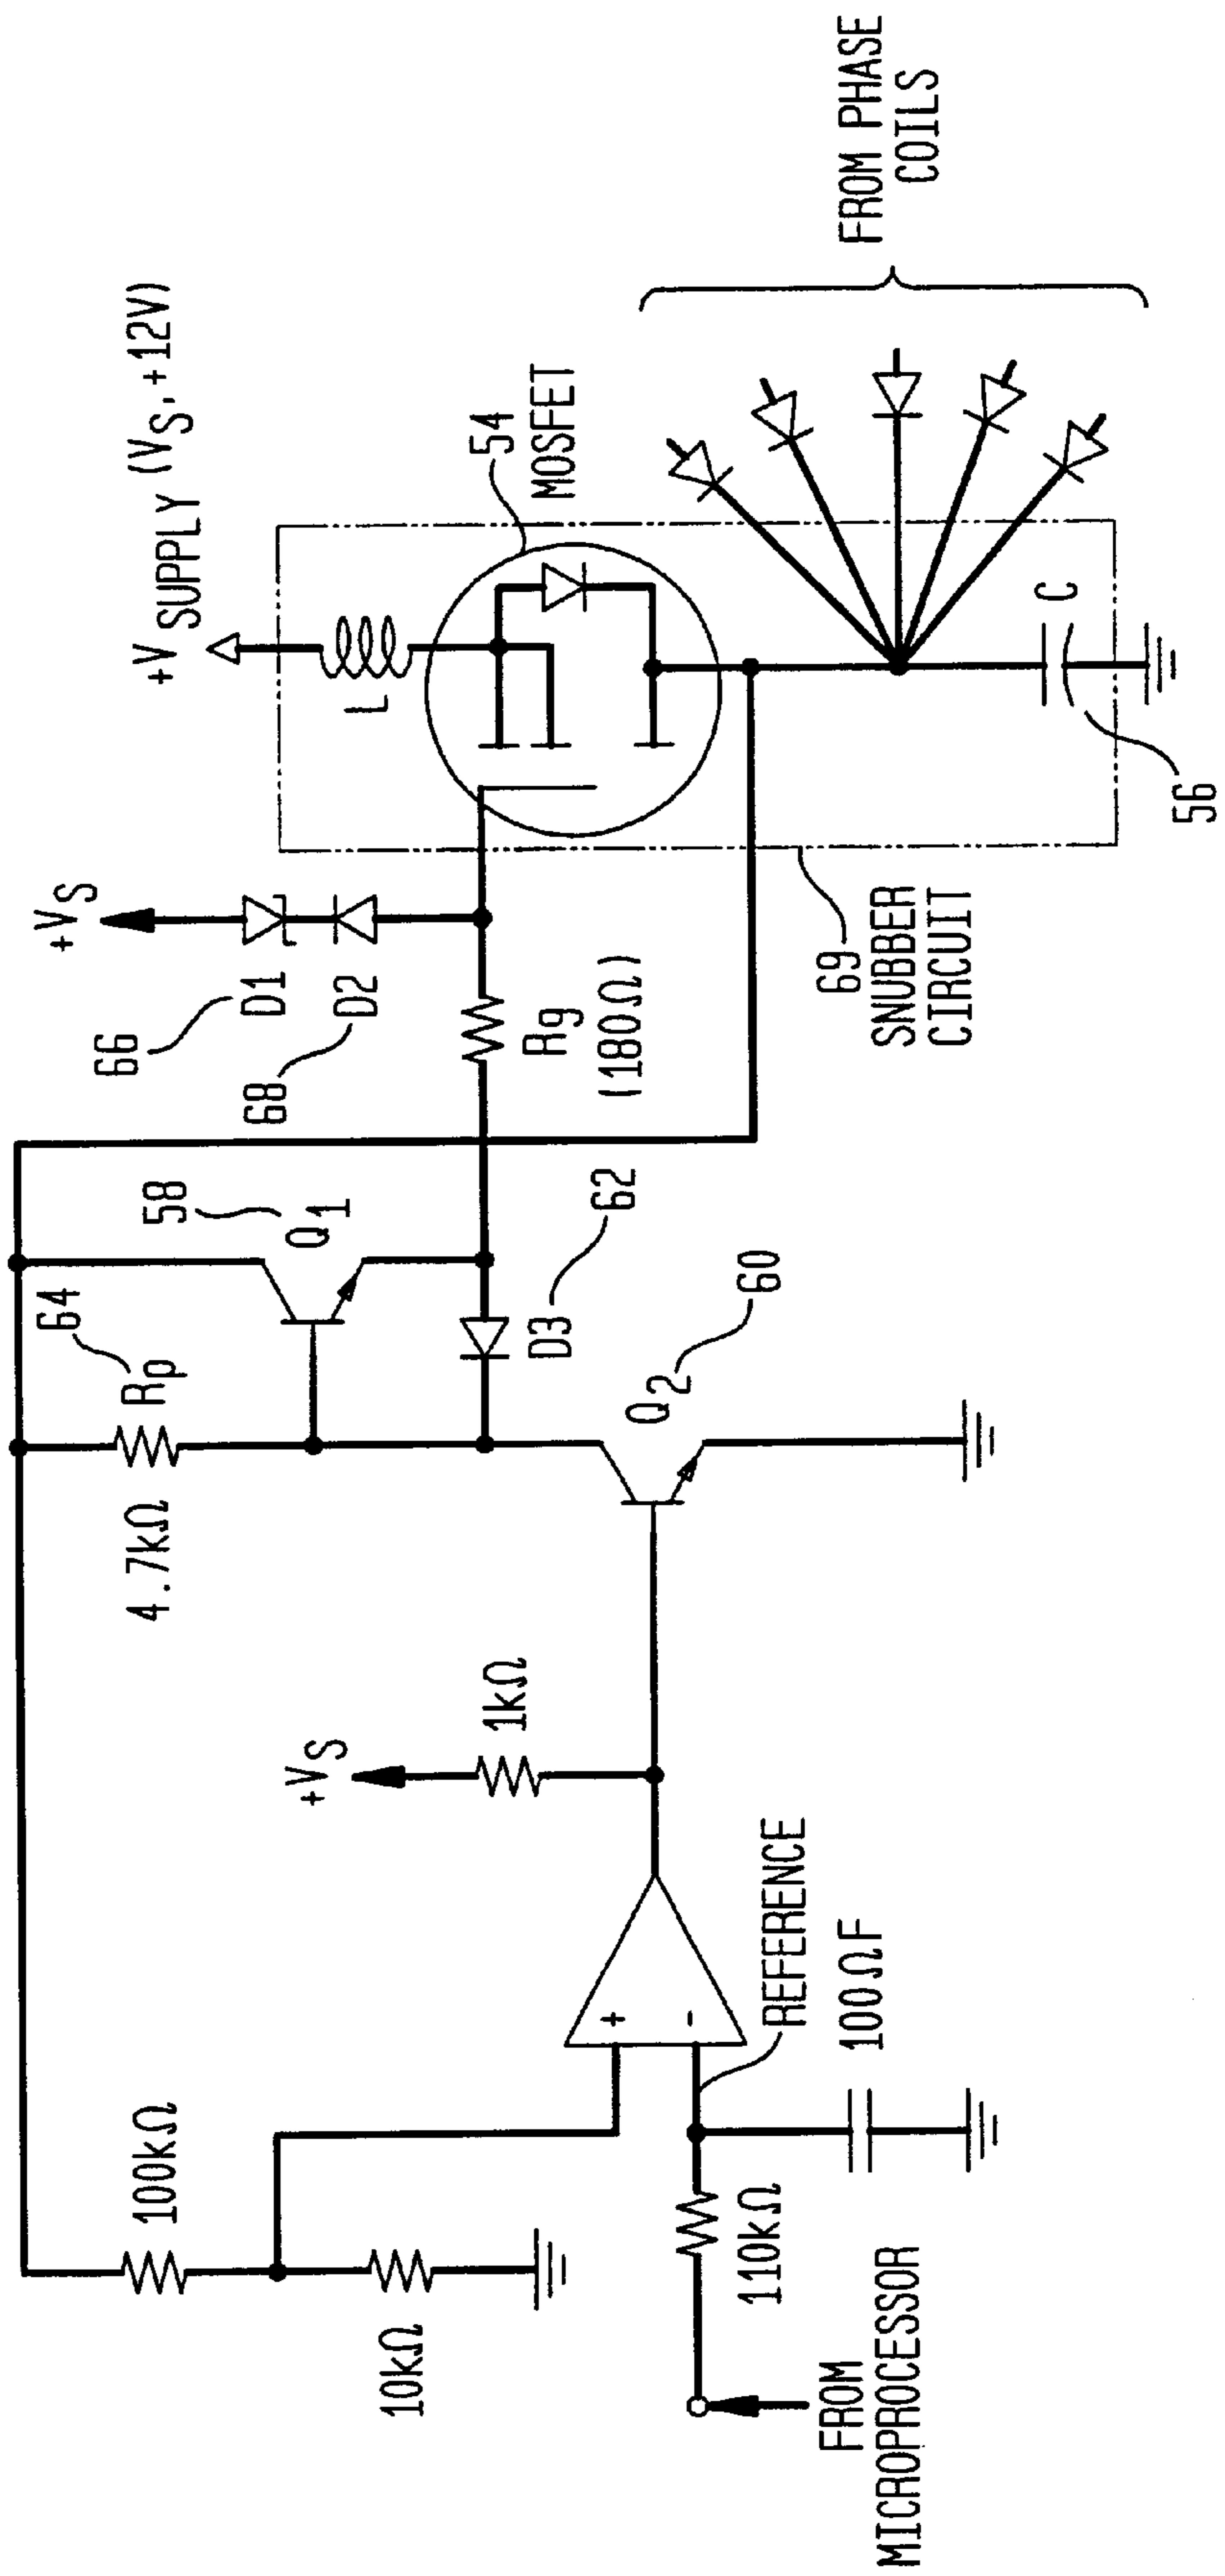 FROM PHASE
COILS
+V SUPPLY (VS, +12V)
L
54
MOSFET
C
56
+VS
66
D1
68
D2
Rg
(180Ω)
69
SNUBBER
CIRCUIT
58
Q1
64
Rp
4.7kΩ
D3
62
Q2
60
+VS
1kΩ
+
-
REFERENCE
100ΩF
100kΩ
10kΩ
110kΩ
FROM
MICROPROCESSOR